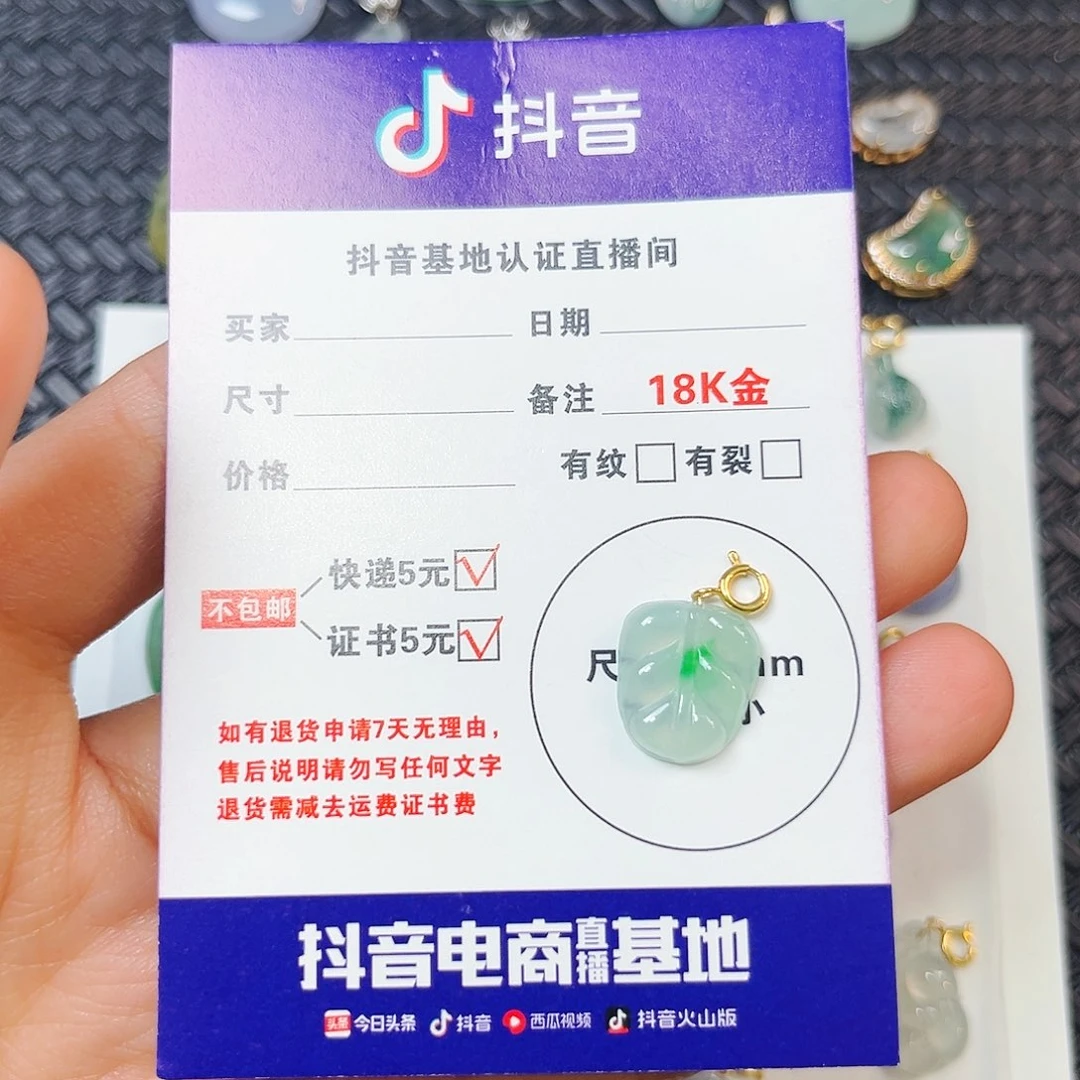 抖音
抖音基地认证直播间
买家 日期
尺寸 备注 18K金
价格 有纹 有裂
快递5元
不包邮
证书5元
尺 mm
小
如有退货申请7天无理由，
售后说明请勿写任何文字
退货需减去运费证书费
抖音电商直播基地
头条 今日头条 抖音 西瓜视频 抖音火山版